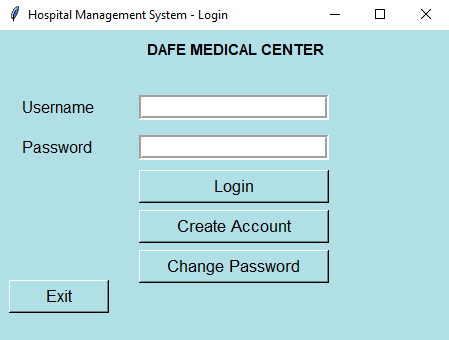 Hospital Management System - Login
DAFE MEDICAL CENTER
Username
Password
Login
Create Account
Change Password
Exit